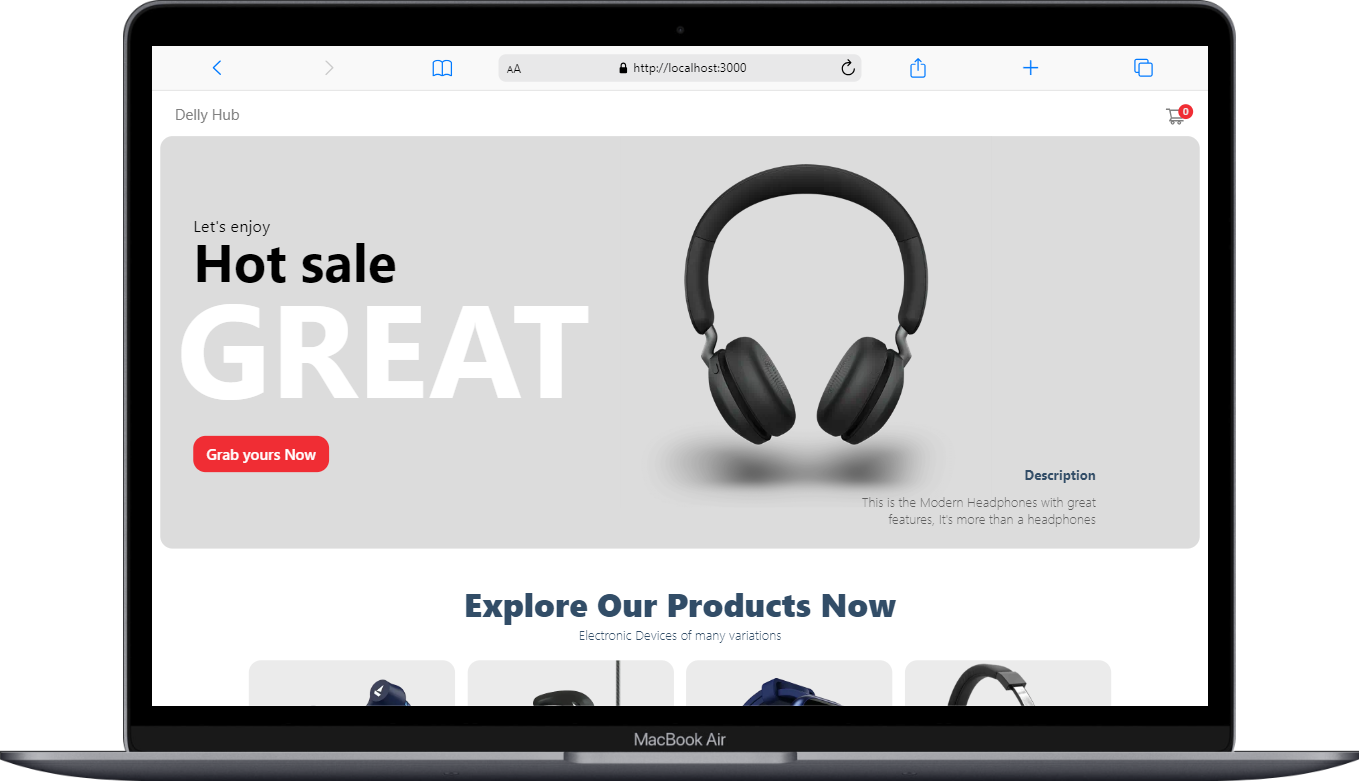 AA http://localhost:3000
Delly Hub
0
Let's enjoy
Hot sale
GREAT
Grab yours Now
Description
This is the Modern Headphones with great
features, It's more than a headphones
Explore Our Products Now
Electronic Devices of many variations
MacBook Air